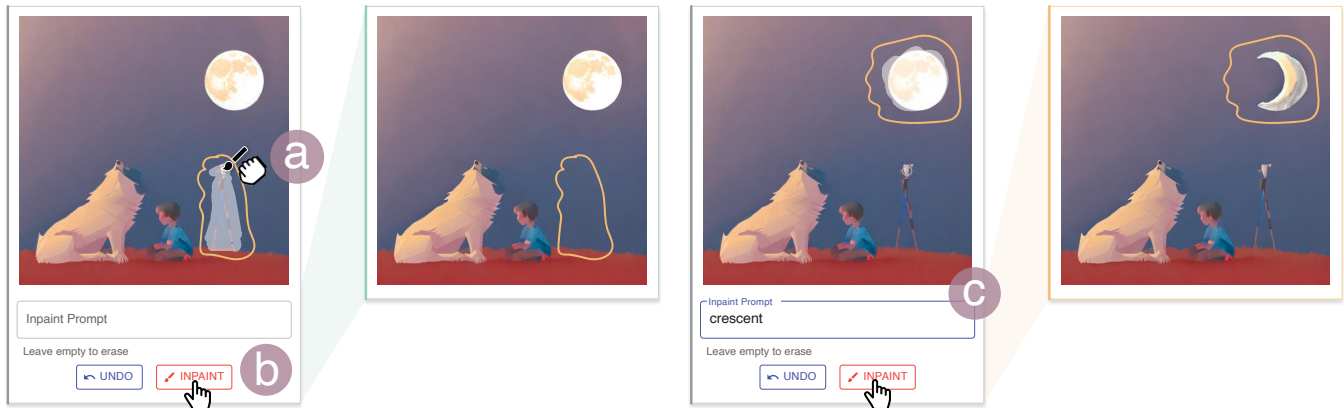 a
Inpaint Prompt
Leave empty to erase
UNDO
INPAINT
b
c
Inpaint Prompt
crescent
Leave empty to erase
UNDO
INPAINT